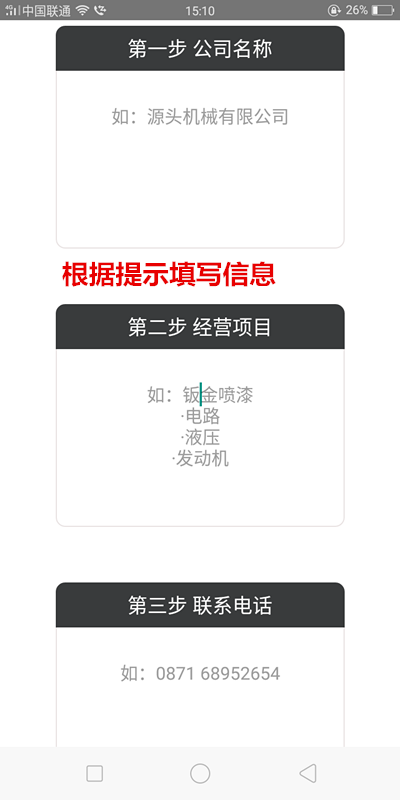 4G 中国联通 15:10 26%
第一步 公司名称
如：源头机械有限公司
根据提示填写信息
第二步 经营项目
如：钣金喷漆
·电路
·液压
·发动机
第三步 联系电话
如：0871 68952654